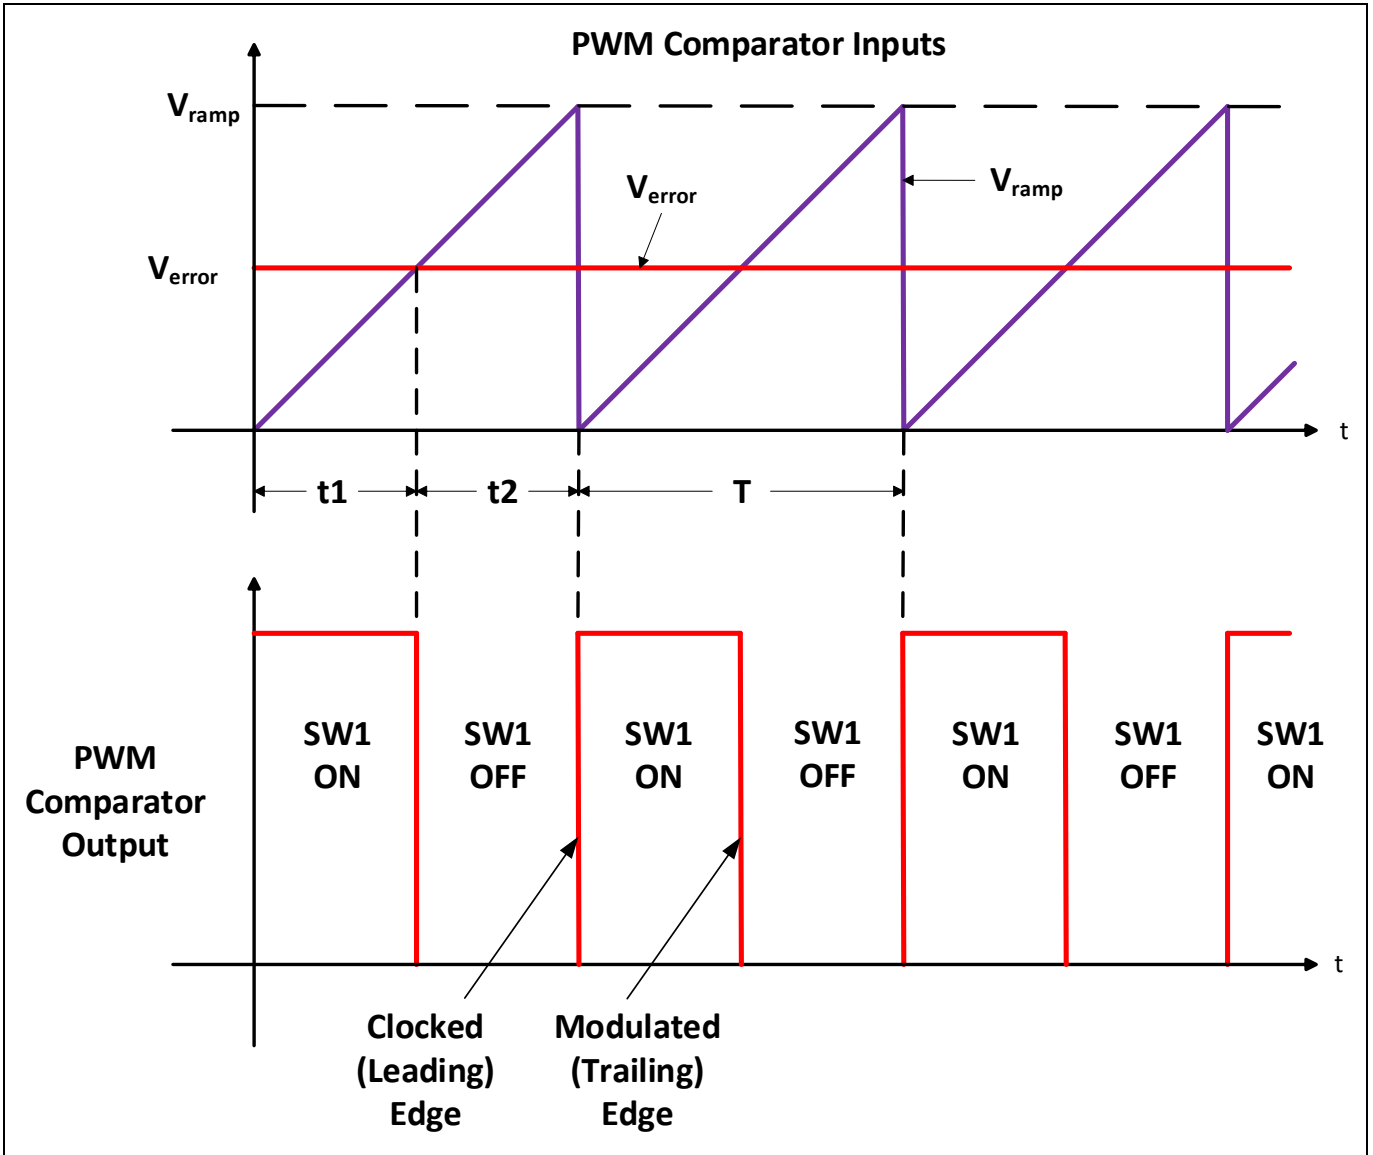 PWM Comparator Inputs
Vramp
Verror
Vramp
Verror
t
t1
t2
T
SW1
ON
SW1
OFF
SW1
ON
SW1
OFF
SW1
ON
SW1
OFF
SW1
ON
PWM
Comparator
Output
t
Clocked
(Leading)
Edge
Modulated
(Trailing)
Edge